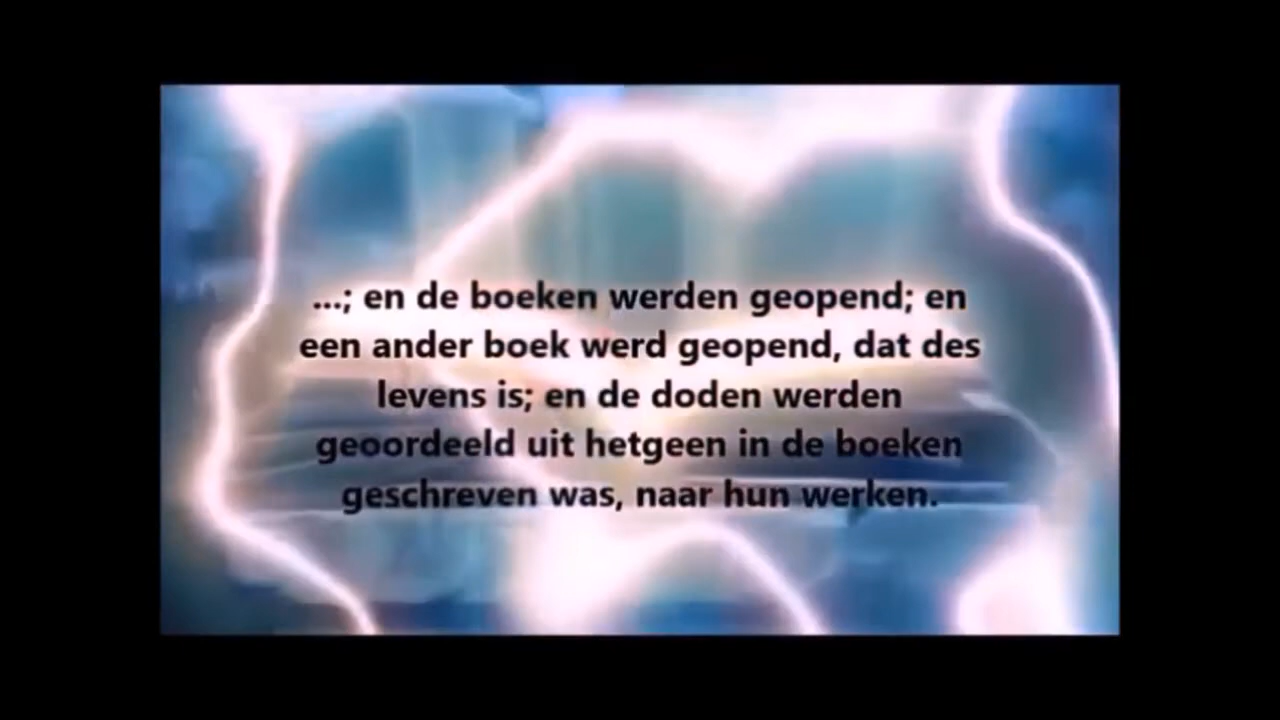 ...; en de boeken werden geopend; en
een ander boek werd geopend, dat des
levens is; en de doden werden
geoordeeld uit hetgeen in de boeken
geschreven was, naar hun werken.